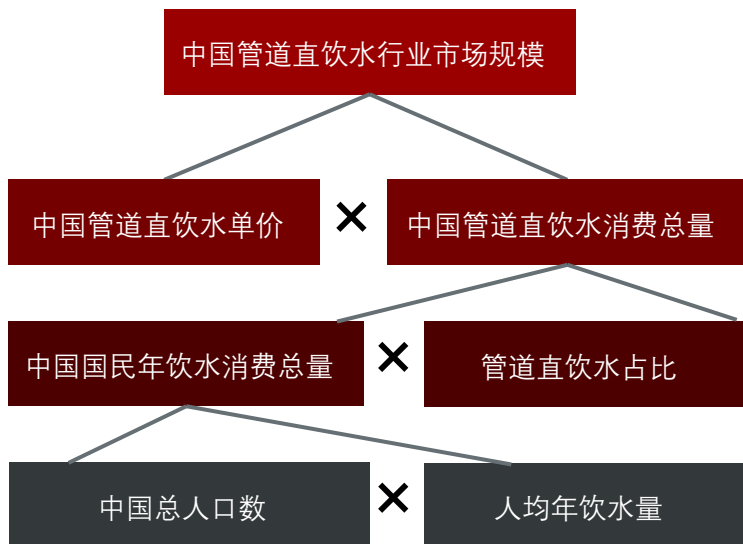 中国管道直饮水行业市场规模
中国管道直饮水单价
×
中国管道直饮水消费总量
中国国民年饮水消费总量
×
管道直饮水占比
中国总人口数
×
人均年饮水量